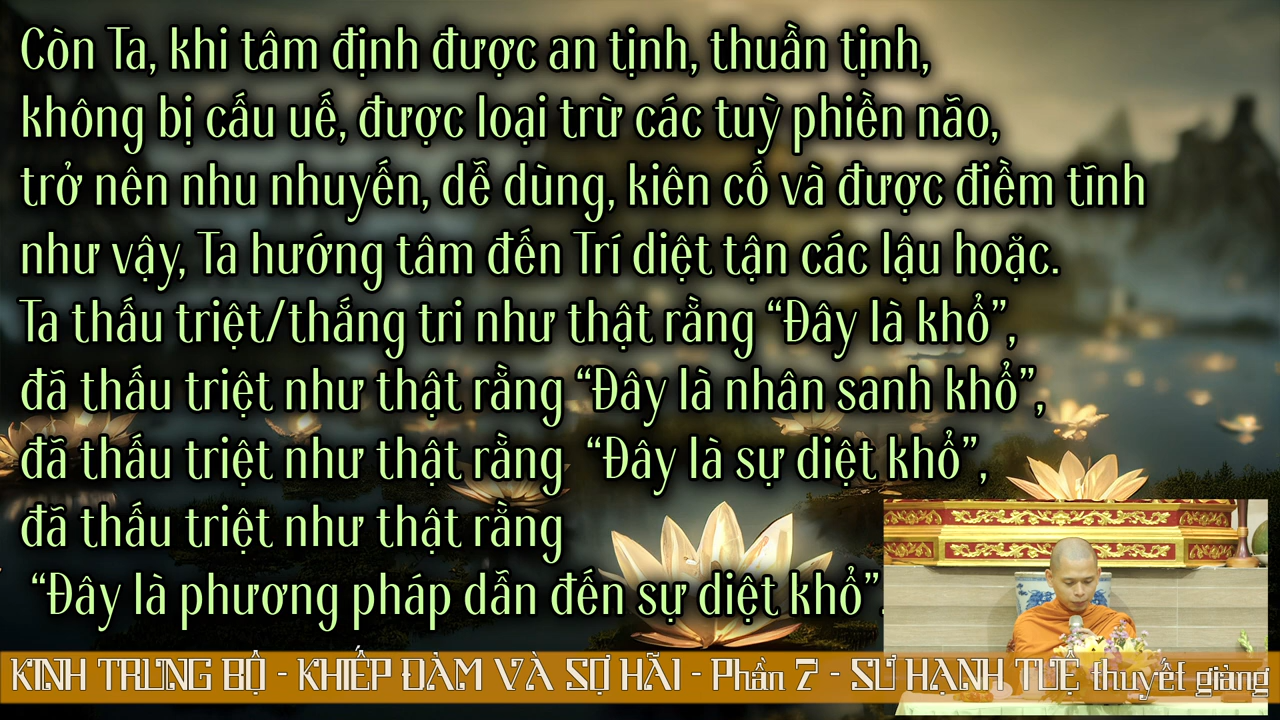 Còn Ta, khi tâm định được an tịnh, thuần tịnh,
không bị cấu uế, được loại trừ các tuỳ phiền não,
trở nên nhu nhuyến, dễ dùng, kiên cố và được điềm tĩnh
như vậy, Ta hướng tâm đến Trí diệt tận các lậu hoặc.
Ta thấu triệt/thắng tri như thật rằng “Đây là khổ”,
đã thấu triệt như thật rằng “Đây là nhân sanh khổ”,
đã thấu triệt như thật rằng “Đây là sự diệt khổ”,
đã thấu triệt như thật rằng
“Đây là phương pháp dẫn đến sự diệt khổ”.
KINH TRUNG BỘ - KHIẾP ĐÀM VÀ SỢ HÃI - Phần 7 - SƯ HẠNH TUỆ thuyết giảng